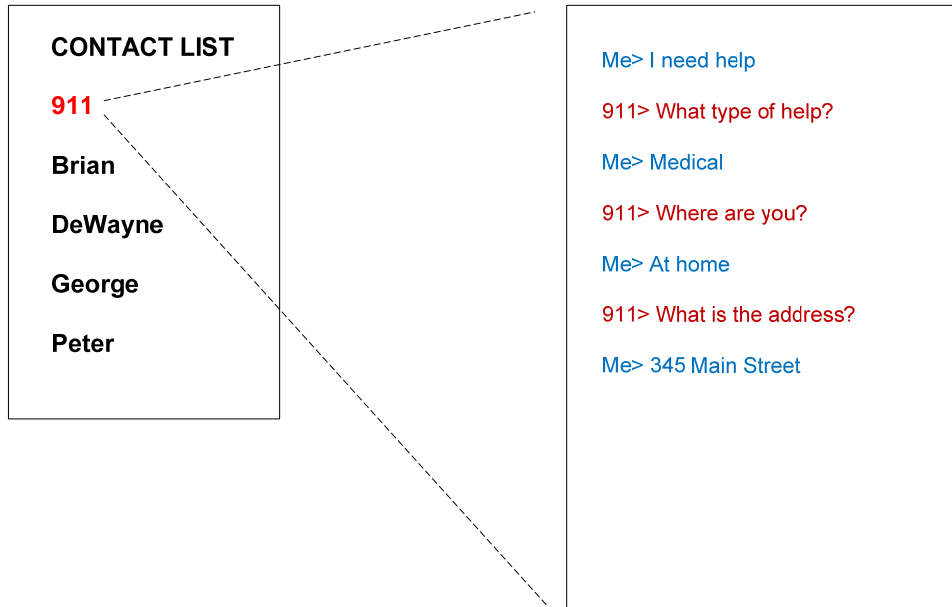 CONTACT LIST
911
Brian
DeWayne
George
Peter
Me> I need help
911> What type of help?
Me> Medical
911> Where are you?
Me> At home
911> What is the address?
Me> 345 Main Street